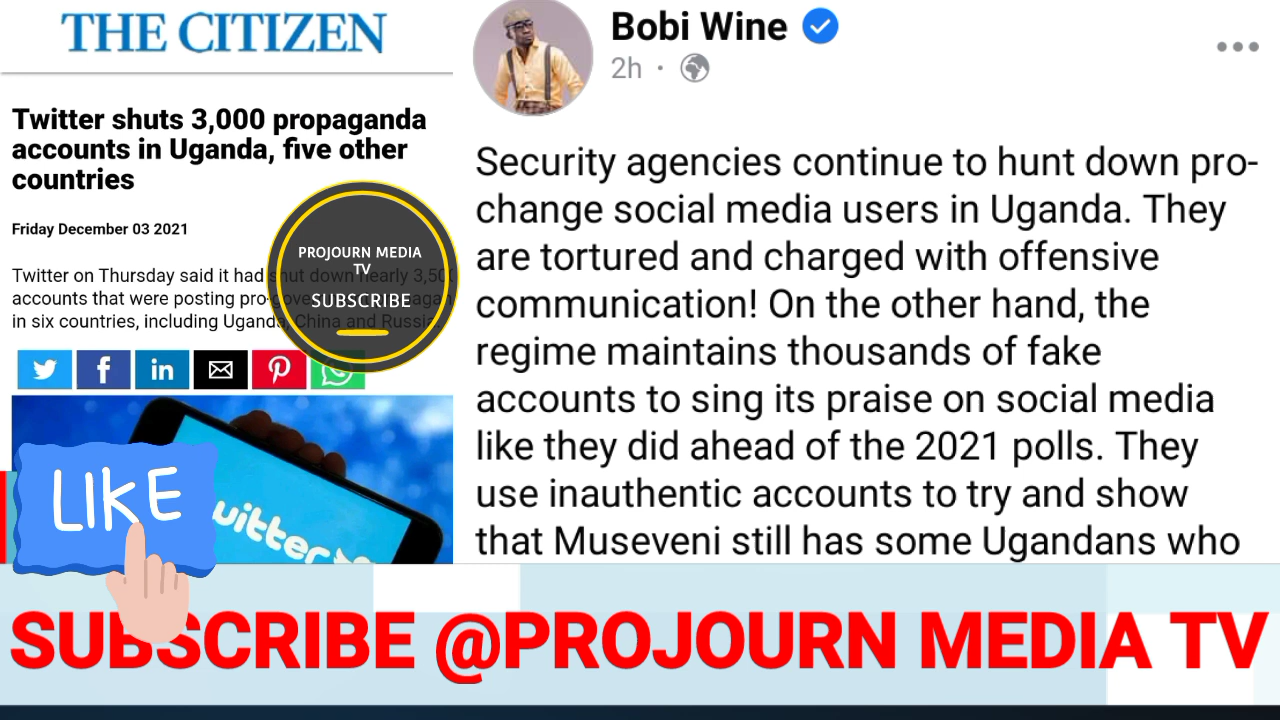 THE CITIZEN
Twitter shuts 3,000 propaganda
accounts in Uganda, five other
countries
Friday December 03 2021
Twitter on Thursday said it had shut down nearly 3,50
accounts that were posting pro-
in six countries, including Uganda, China and Russia.
PROJOURN MEDIA
TV
SUBSCRIBE
LIKE
witter
Bobi Wine
2h ·
Security agencies continue to hunt down pro-
change social media users in Uganda. They
are tortured and charged with offensive
communication! On the other hand, the
regime maintains thousands of fake
accounts to sing its praise on social media
like they did ahead of the 2021 polls. They
use inauthentic accounts to try and show
that Museveni still has some Ugandans who
SUBSCRIBE @PROJOURN MEDIA TV